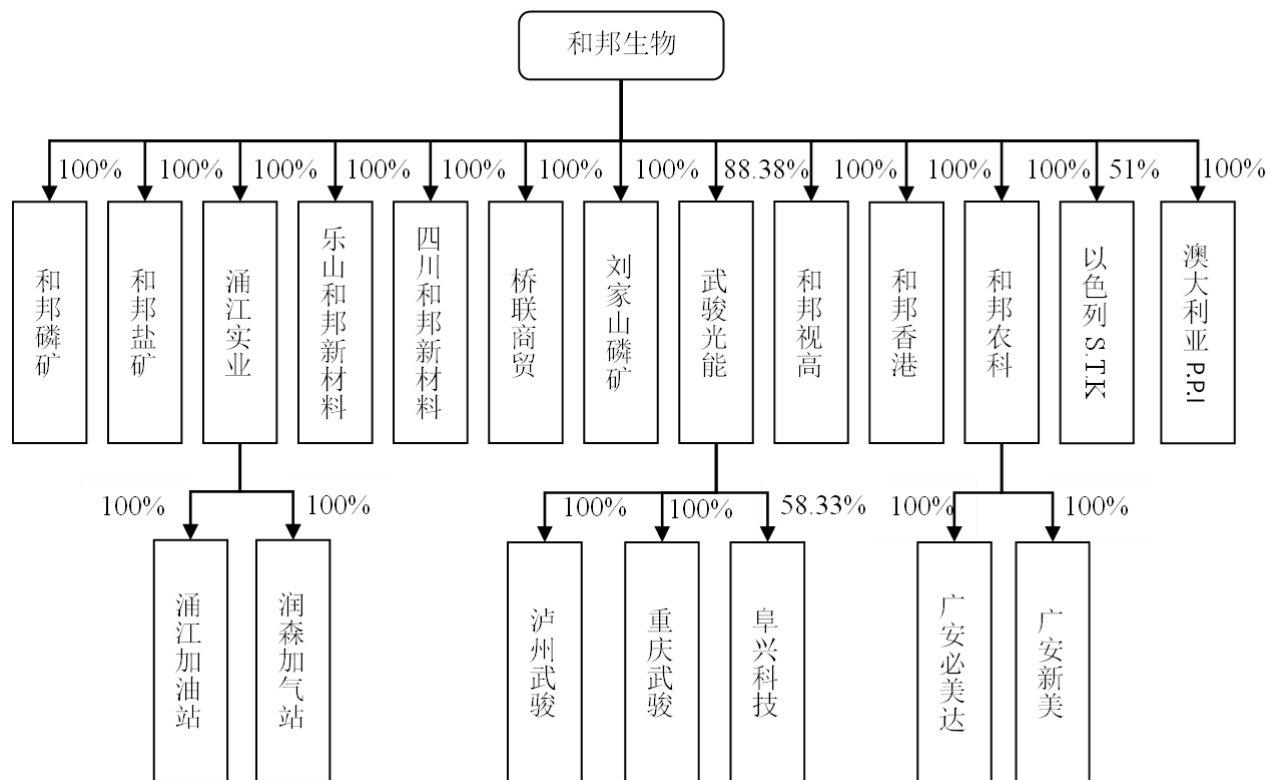 和邦生物
100% 100% 100% 100% 100% 100% 100% 88.38% 100% 100% 100% 51% 100%
和邦磷矿
和邦盐矿
涌江实业
乐山和邦新材料
四川和邦新材料
桥联商贸
刘家山磷矿
武骏光能
和邦视高
和邦香港
和邦农科
以色列 S.T.K
澳大利亚 P.P.I
100% 100% 100% 100% 58.33% 100% 100%
涌江加油站
润森加气站
泸州武骏
重庆武骏
阜兴科技
广安必美达
广安新美